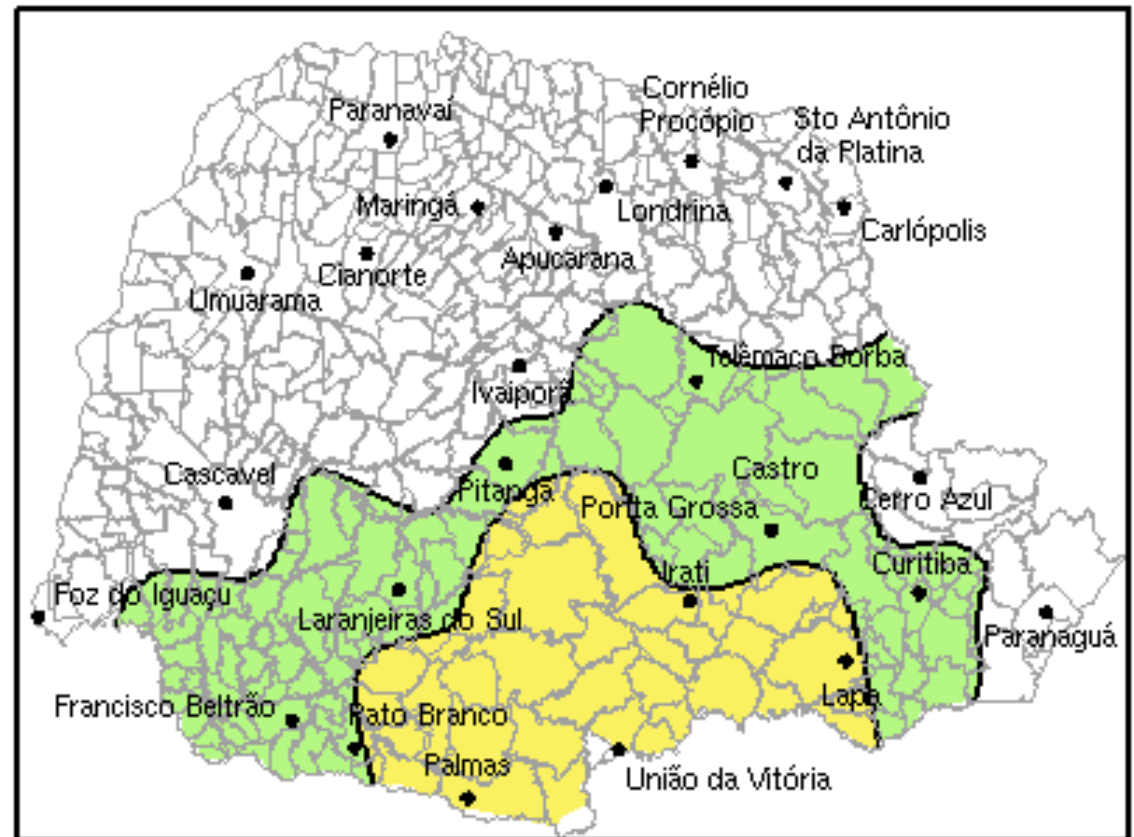 Cornélio
Procópio
Paranavaí
Sto Antônio
da Platina
Maringá
Londrina
Carlópolis
Apucarana
Cianorte
Umuarama
Telêmaco Borba
Ivaiporã
Cascavel
Pitanga
Castro
Cerro Azul
Ponta Grossa
Curitiba
Irati
Foz do Iguaçu
Laranjeiras do Sul
Paranaguá
Lapa
Francisco Beltrão
Pato Branco
Palmas
União da Vitória